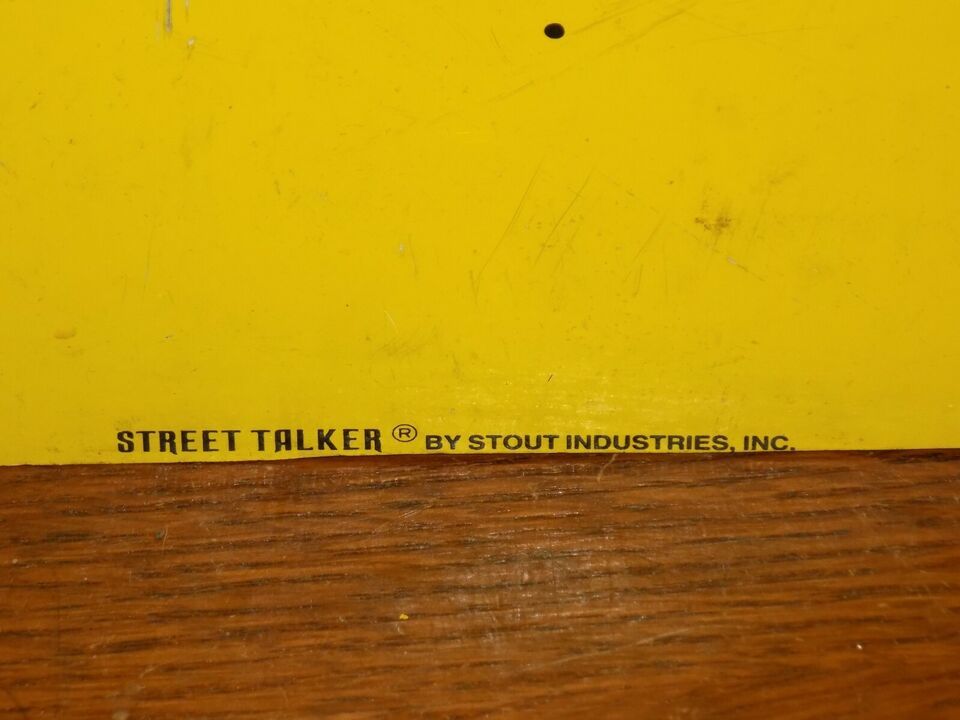 STREET TALKER ® BY STOUT INDUSTRIES, INC.